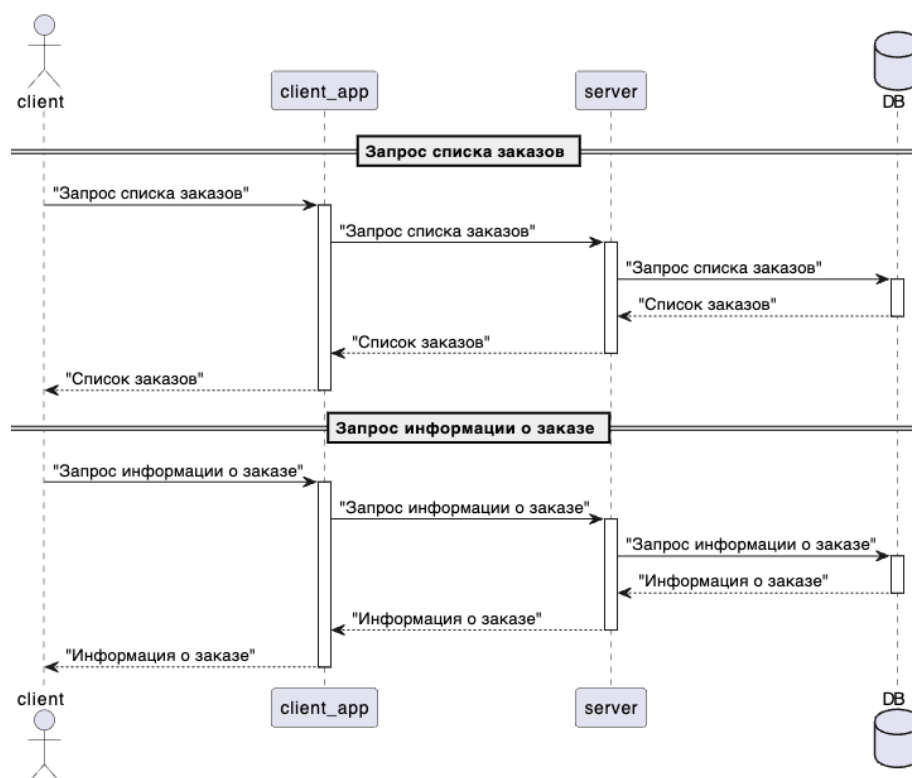 client
client_app
server
DB
Запрос списка заказов
"Запрос списка заказов"
"Запрос списка заказов"
"Запрос списка заказов"
"Список заказов"
"Список заказов"
"Список заказов"
Запрос информации о заказе
"Запрос информации о заказе"
"Запрос информации о заказе"
"Запрос информации о заказе"
"Информация о заказе"
"Информация о заказе"
"Информация о заказе"
client
client_app
server
DB